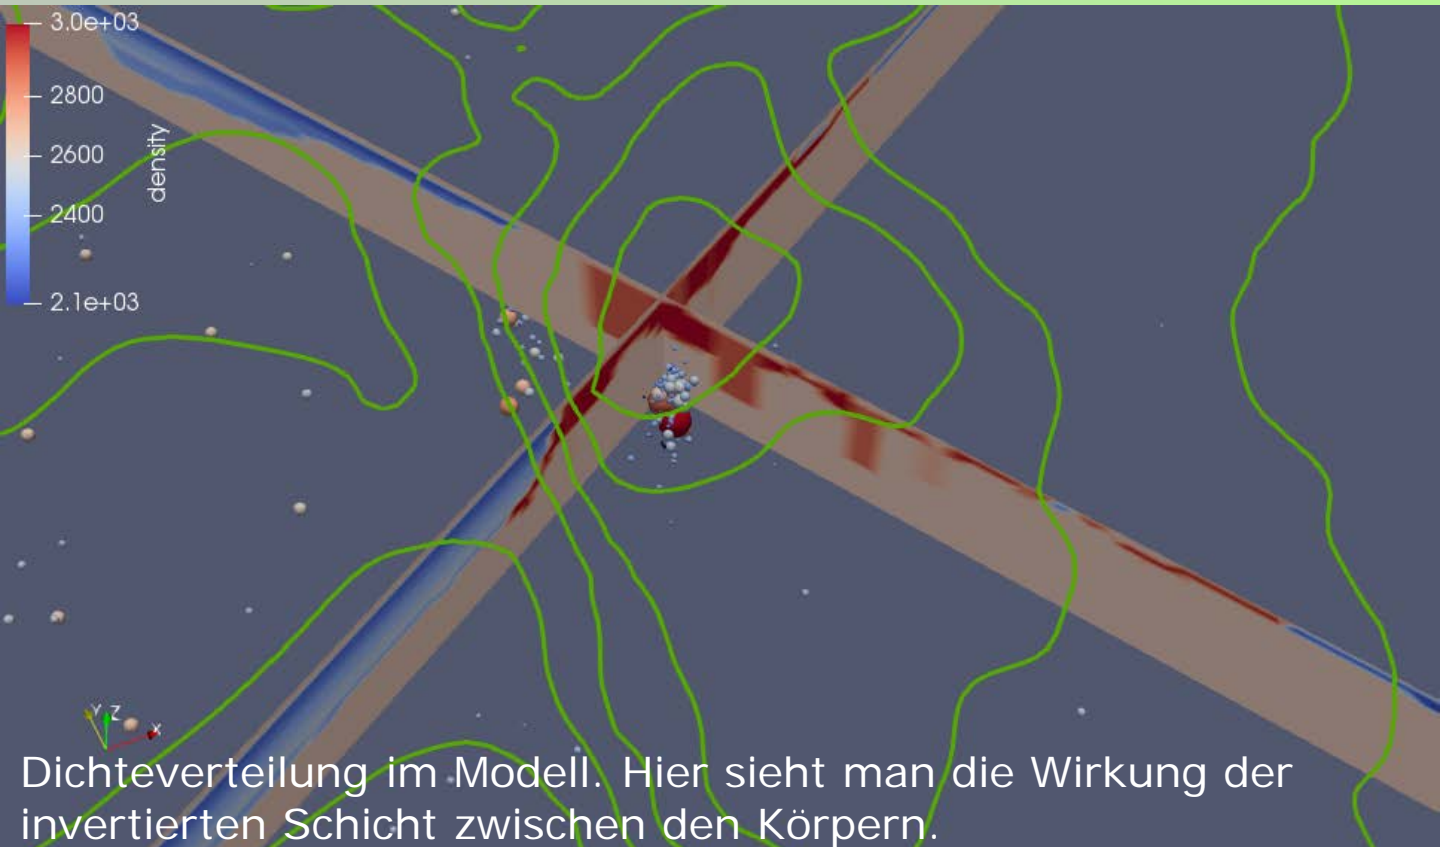 3.0e+03
2800
2600
2400
2.1e+03
density
Y Z X
Dichteverteilung im Modell. Hier sieht man die Wirkung der
invertierten Schicht zwischen den Körpern.